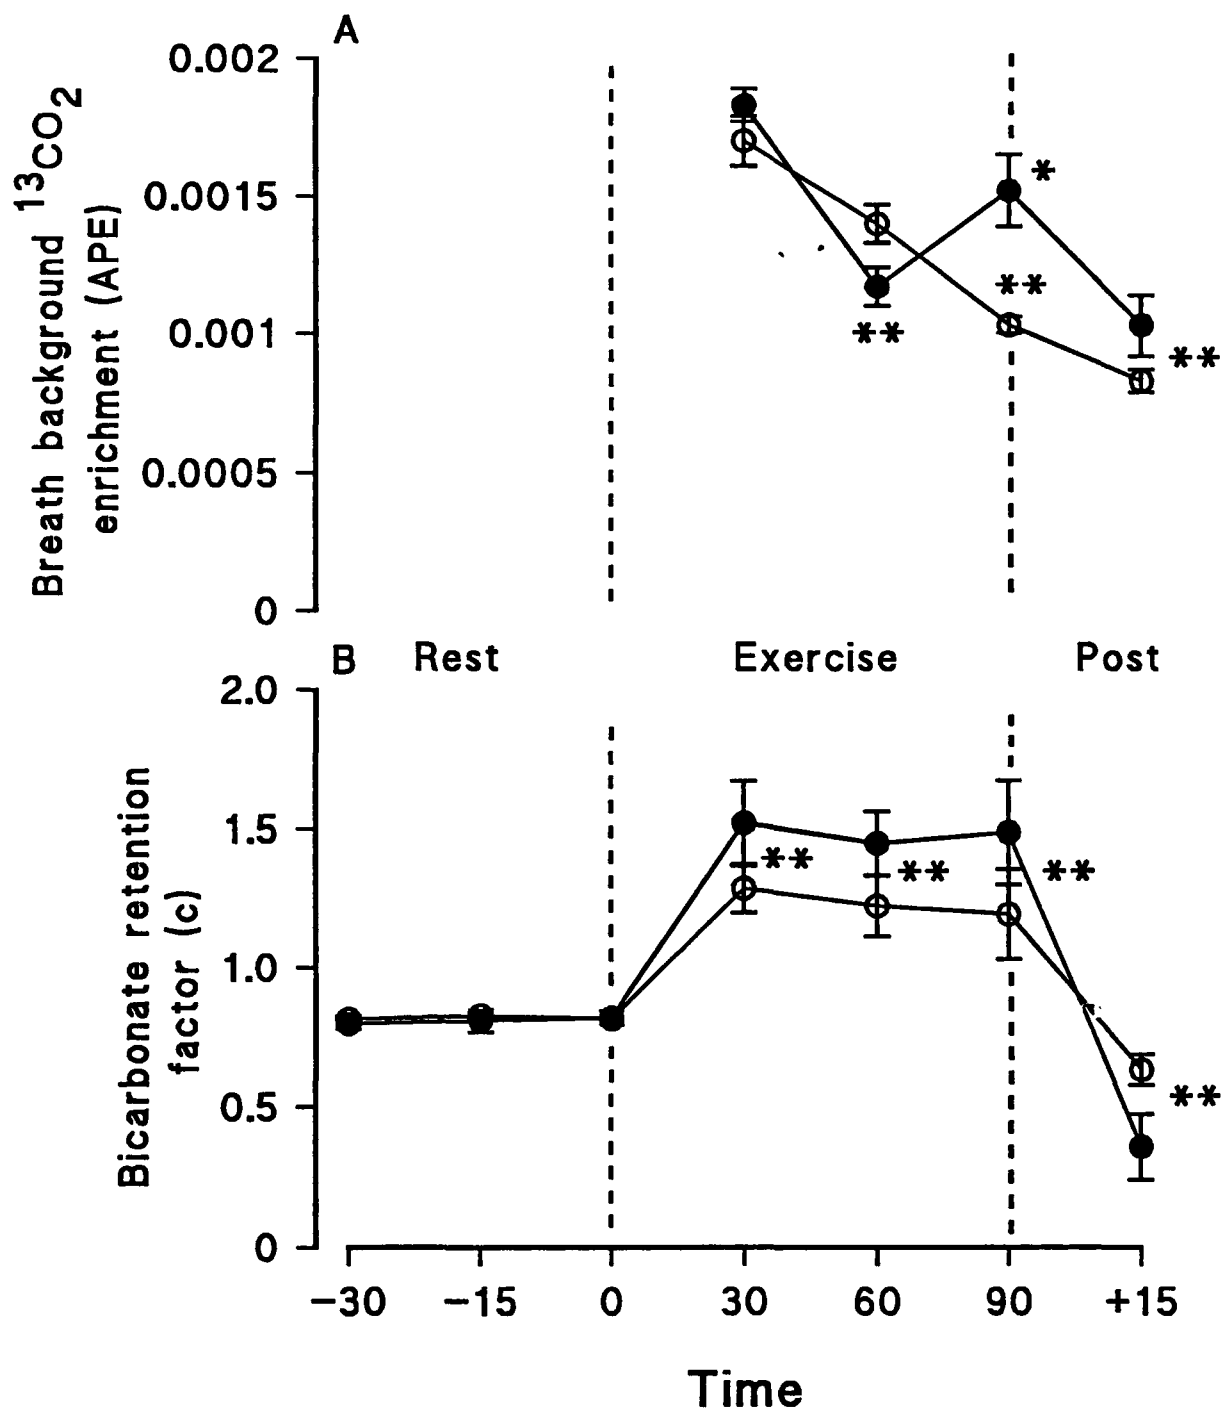 A
0.002
0.0015
0.001
0.0005
0
Breath background 13CO2
enrichment (APE)
*
**
**
**
B Rest Exercise Post
2.0
1.5
1.0
0.5
0
Bicarbonate retention
factor (c)
**
**
**
**
−30 −15 0 30 60 90 +15
Time